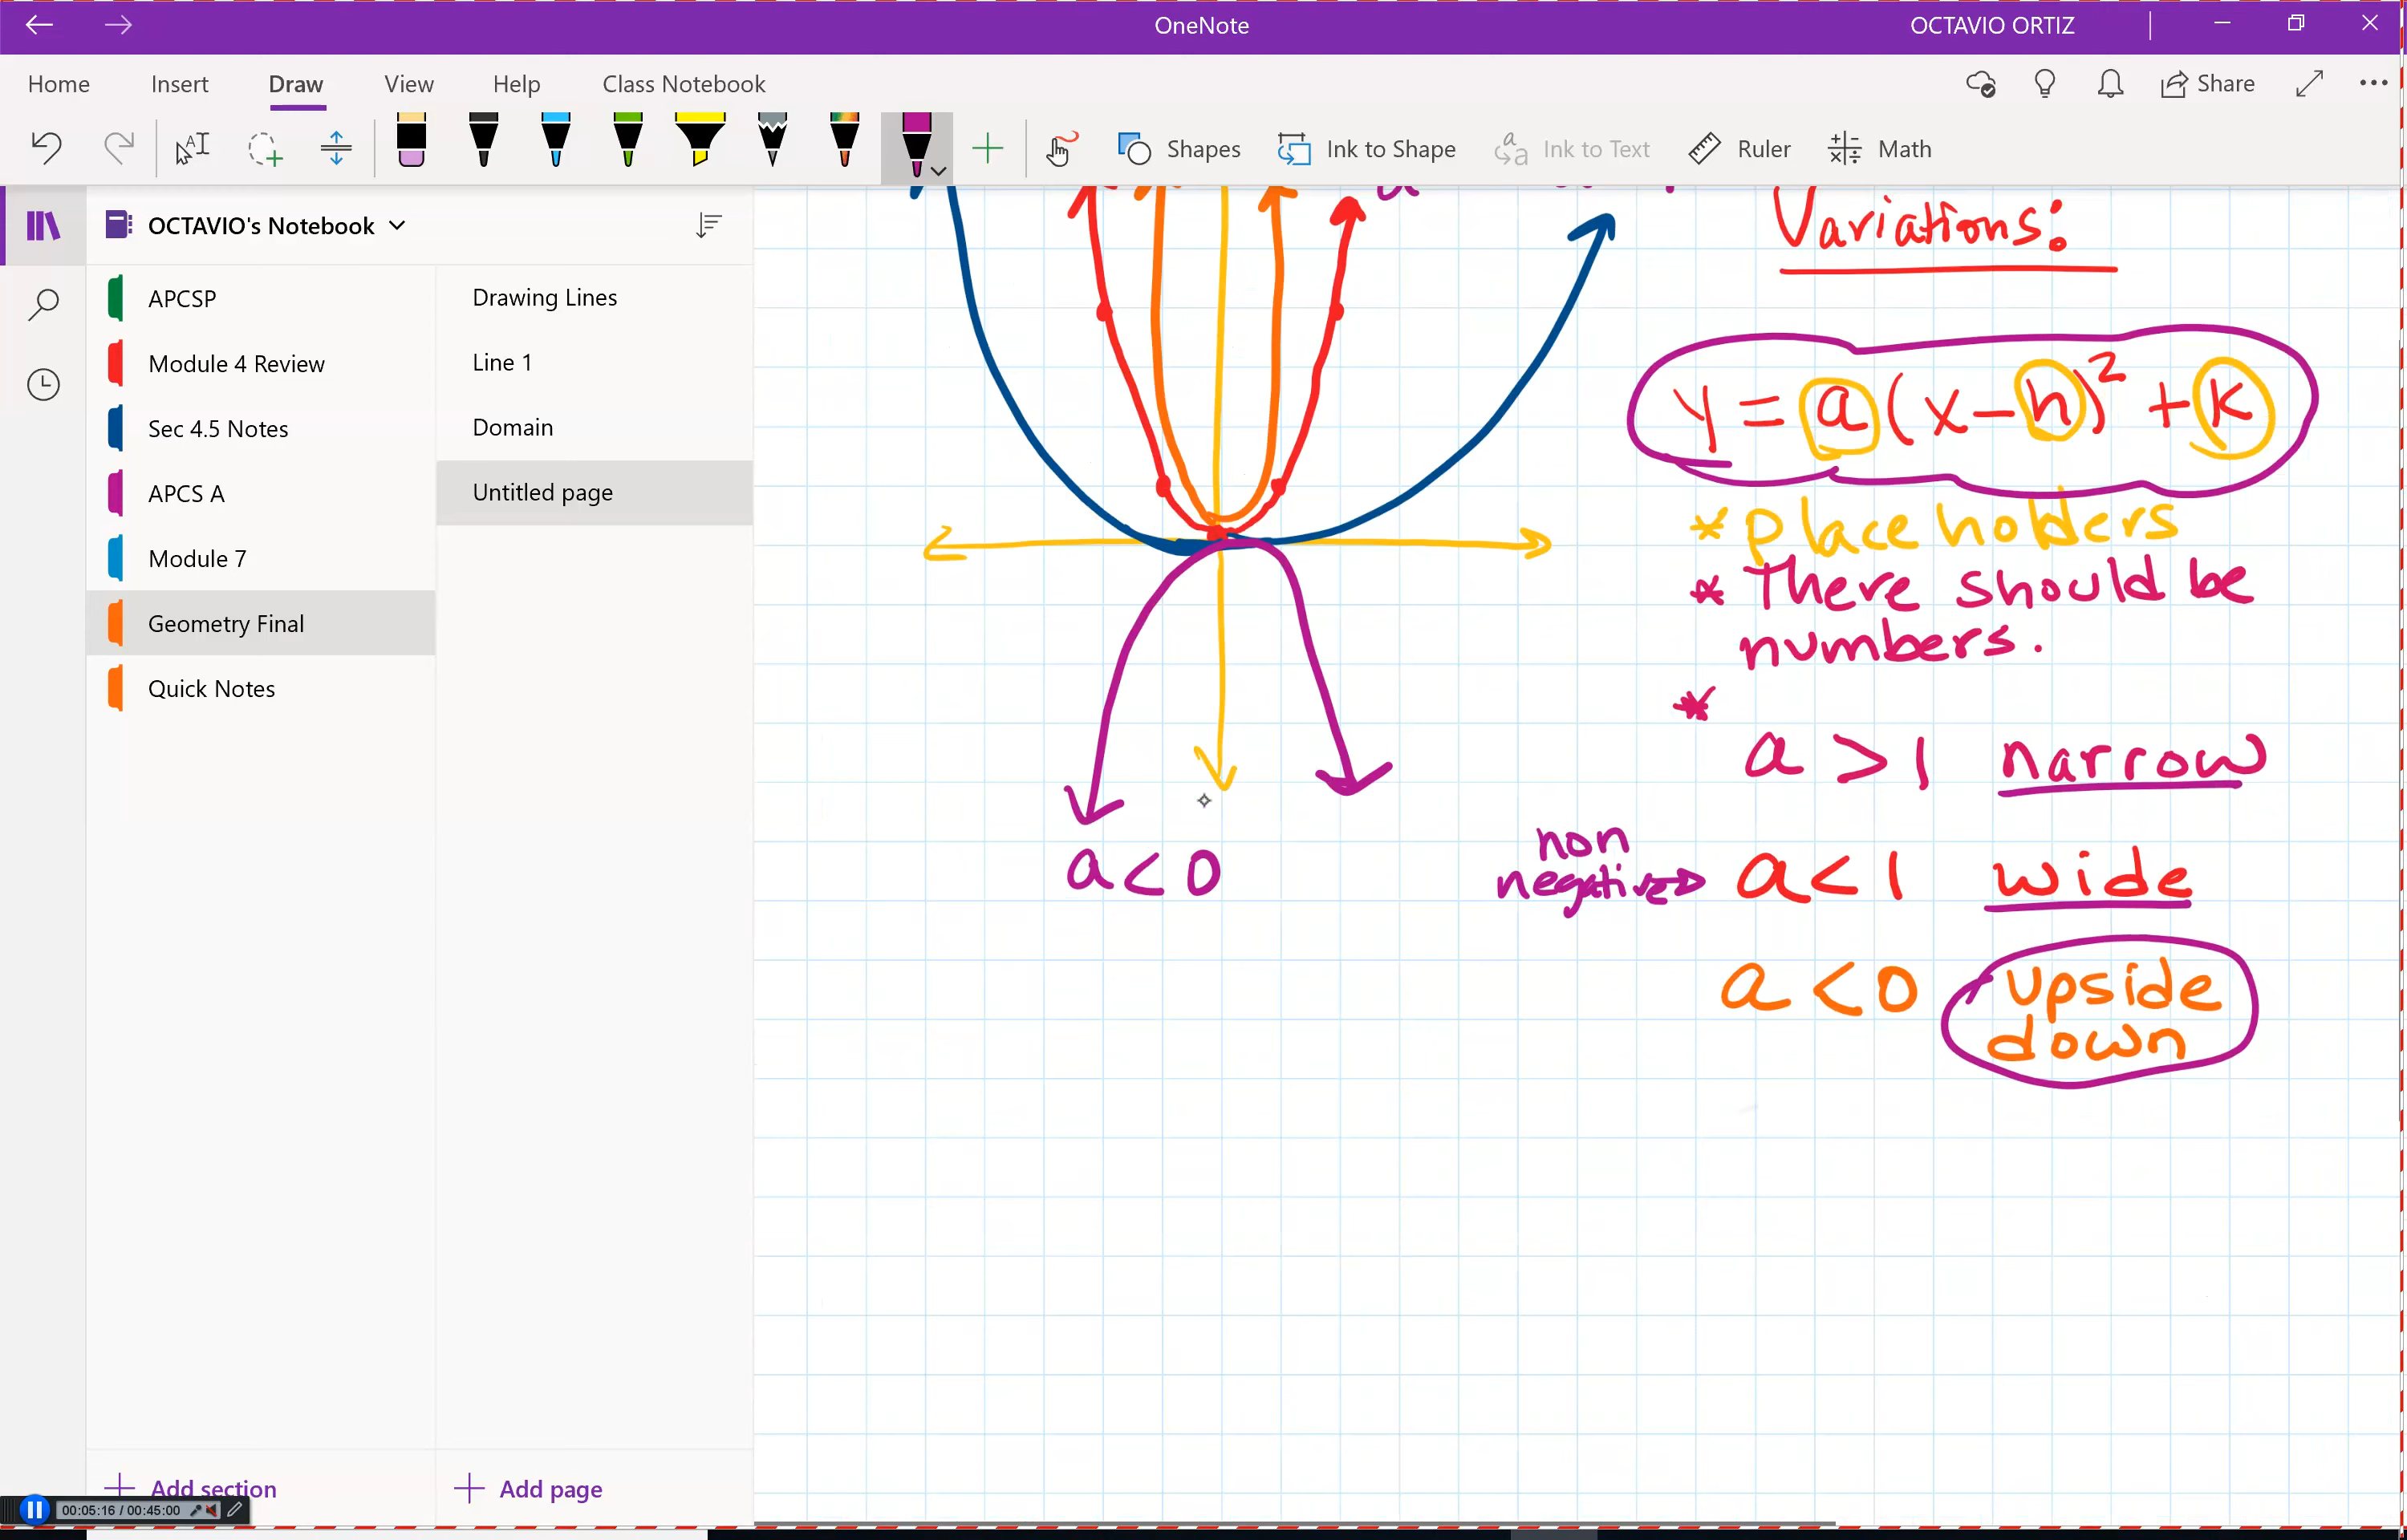 OneNote
OCTAVIO ORTIZ
Home Insert Draw View Help Class Notebook
Share
Shapes Ink to Shape Ink to Text Ruler Math
OCTAVIO's Notebook
APCSP
Module 4 Review
Sec 4.5 Notes
APCS A
Module 7
Geometry Final
Quick Notes
Add section
Drawing Lines
Line 1
Domain
Untitled page
Add page
a < 0
Variations:
y = a(x-h)² + k
* Place holders
* There should be
numbers.
*
a > 1 narrow
non
negative a < 1 wide
a < 0 upside
down
00:05:16 / 00:45:00